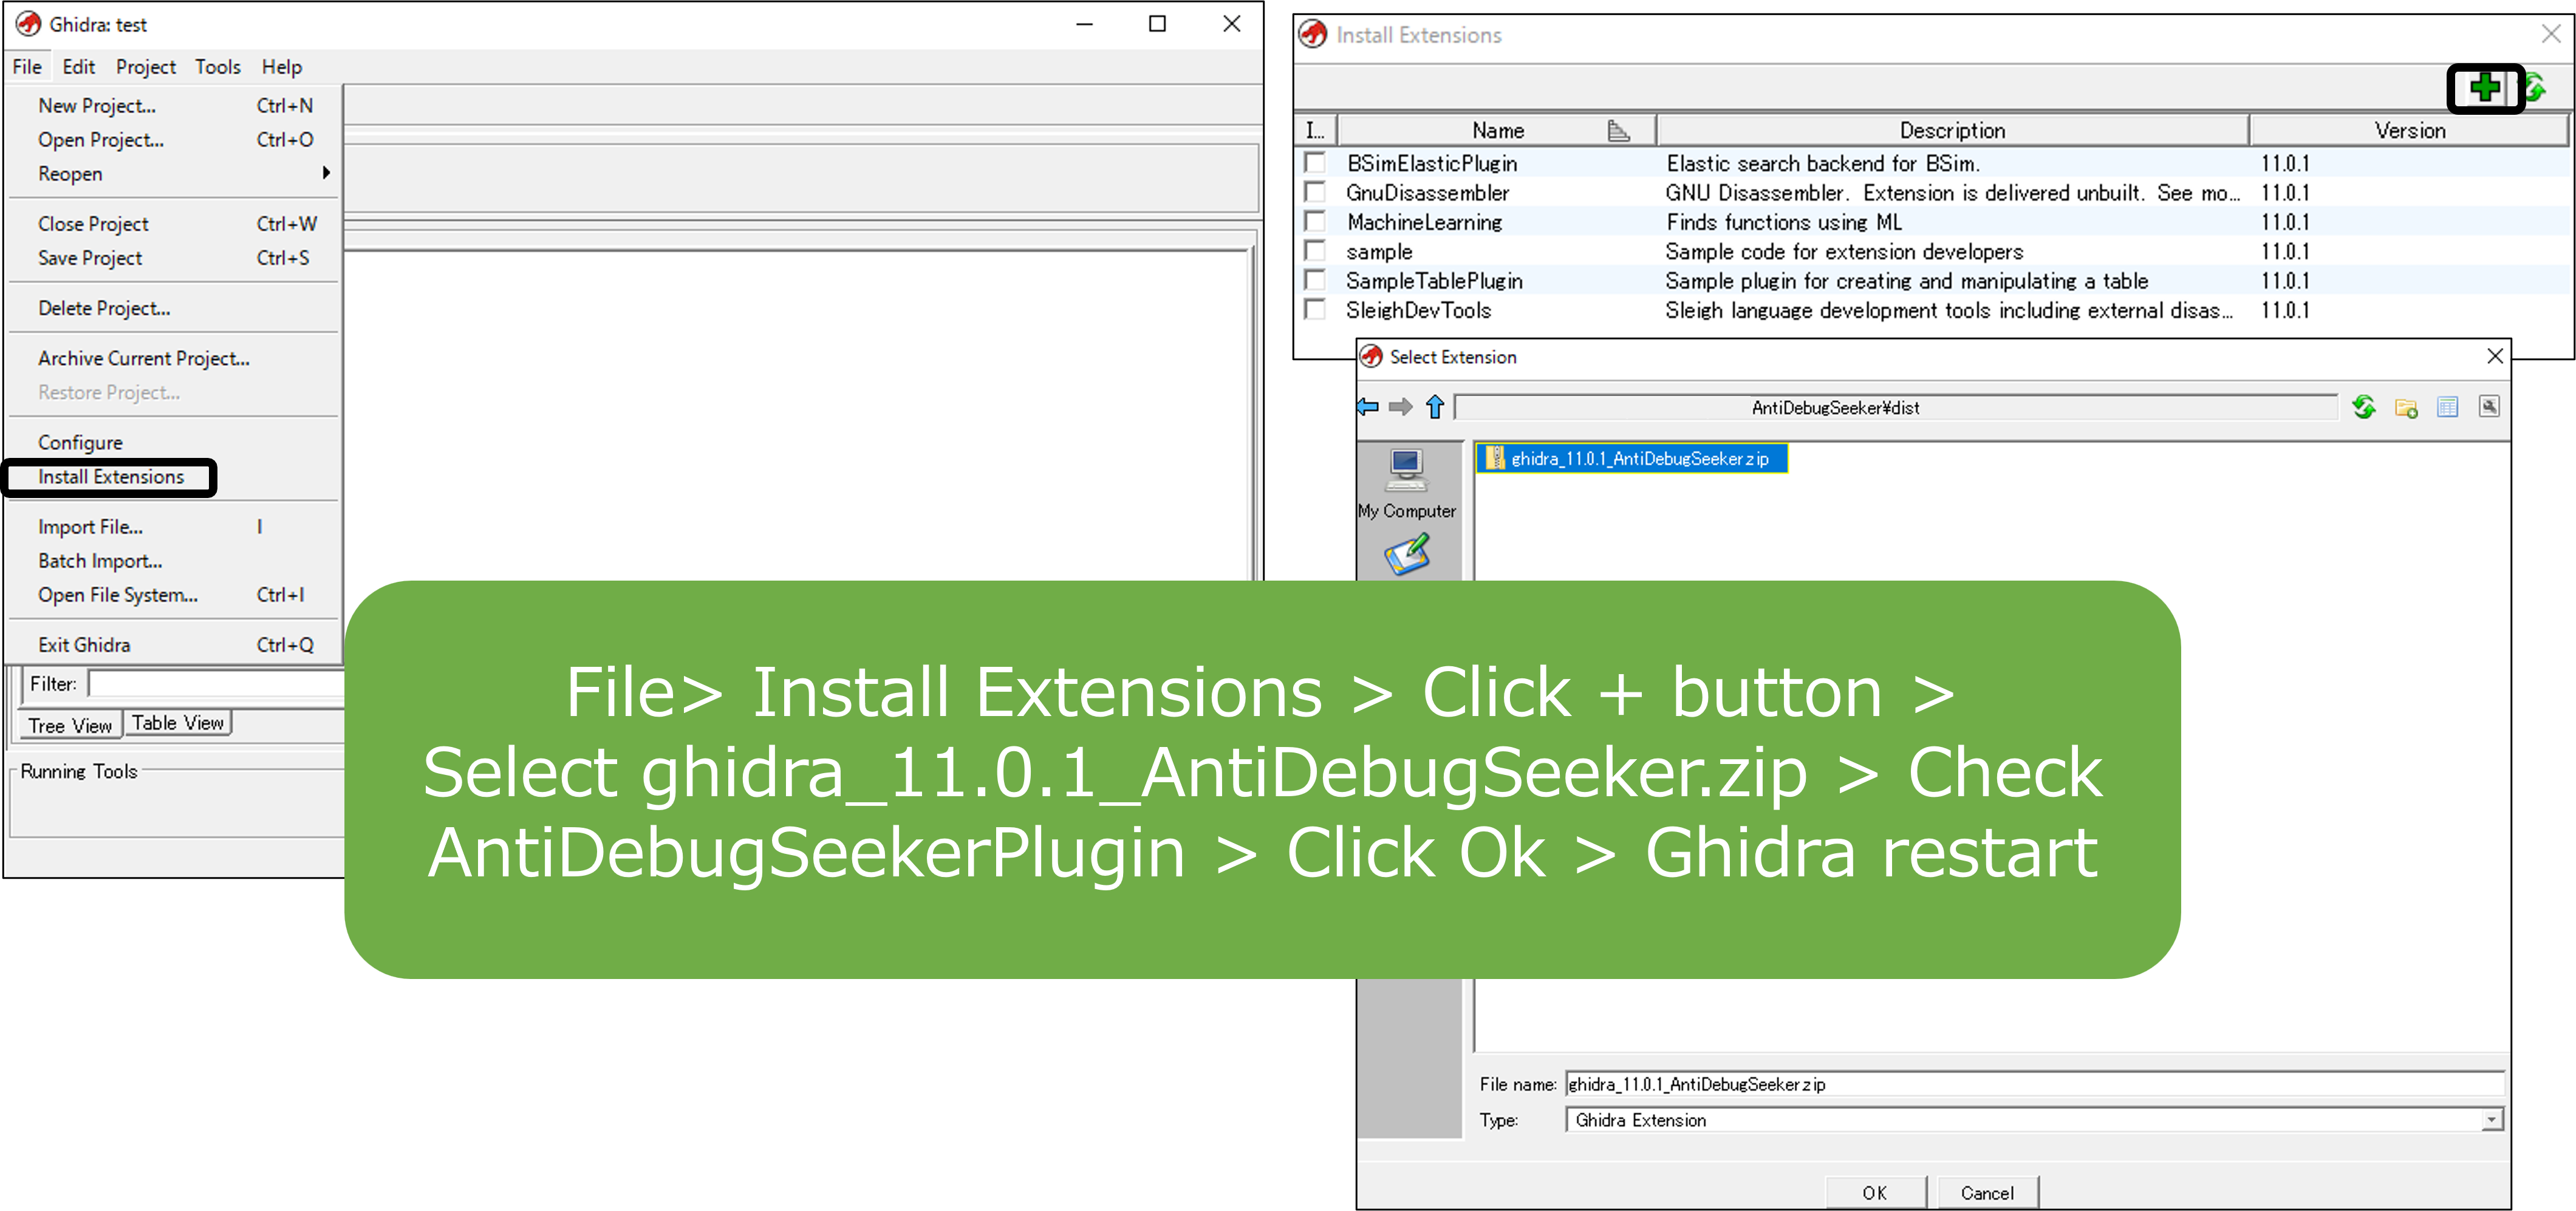 Ghidra: test
File Edit Project Tools Help
New Project... Ctrl+N
Open Project... Ctrl+O
Reopen
Close Project Ctrl+W
Save Project Ctrl+S
Delete Project...
Archive Current Project...
Restore Project...
Configure
Install Extensions
Import File... I
Batch Import...
Open File System... Ctrl+I
Exit Ghidra Ctrl+Q
Filter:
Tree View Table View
Running Tools
Install Extensions
I... Name Description Version
BSimElasticPlugin Elastic search backend for BSim. 11.0.1
GnuDisassembler GNU Disassembler. Extension is delivered unbuilt. See mo... 11.0.1
MachineLearning Finds functions using ML 11.0.1
sample Sample code for extension developers 11.0.1
SampleTablePlugin Sample plugin for creating and manipulating a table 11.0.1
SleighDevTools Sleigh language development tools including external disas... 11.0.1
Select Extension
AntiDebugSeeker¥dist
ghidra_11.0.1_AntiDebugSeeker.zip
My Computer
File> Install Extensions > Click + button >
Select ghidra_11.0.1_AntiDebugSeeker.zip > Check
AntiDebugSeekerPlugin > Click Ok > Ghidra restart
File name: ghidra_11.0.1_AntiDebugSeeker.zip
Type: Ghidra Extension
OK Cancel